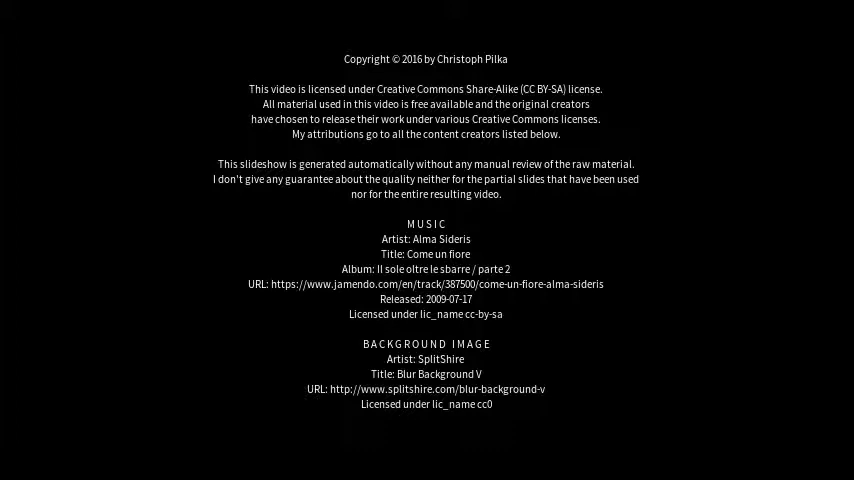 Copyright © 2016 by Christoph Pilka
This video is licensed under Creative Commons Share-Alike (CC BY-SA) license.
All material used in this video is free available and the original creators
have chosen to release their work under various Creative Commons licenses.
My attributions go to all the content creators listed below.
This slideshow is generated automatically without any manual review of the raw material.
I don't give any guarantee about the quality neither for the partial slides that have been used
nor for the entire resulting video.
MUSIC
Artist: Alma Sideris
Title: Come un fiore
Album: Il sole oltre le sbarre / parte 2
URL: https://www.jamendo.com/en/track/387500/come-un-fiore-alma-sideris
Released: 2009-07-17
Licensed under lic_name cc-by-sa
BACKGROUND IMAGE
Artist: SplitShire
Title: Blur Background V
URL: http://www.splitshire.com/blur-background-v
Licensed under lic_name cc0